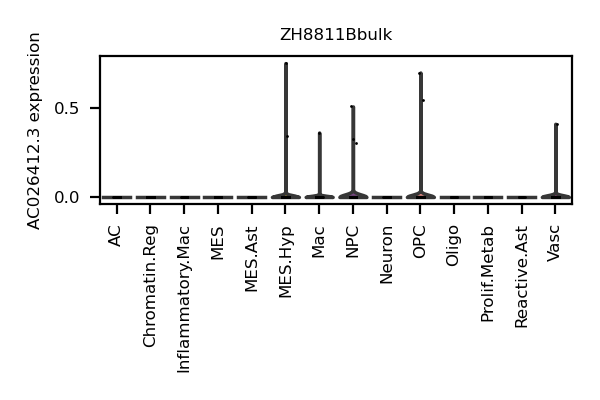 ZH8811Bbulk
AC026412.3 expression
0.5
0.0
AC
Chromatin.Reg
Inflammatory.Mac
MES
MES.Ast
MES.Hyp
Mac
NPC
Neuron
OPC
Oligo
Prolif.Metab
Reactive.Ast
Vasc